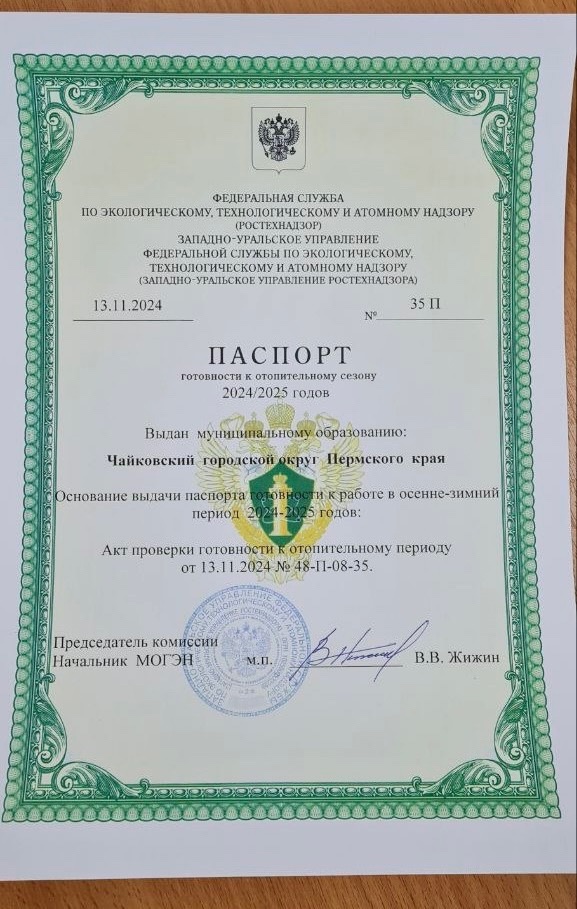 ФЕДЕРАЛЬНАЯ СЛУЖБА
ПО ЭКОЛОГИЧЕСКОМУ, ТЕХНОЛОГИЧЕСКОМУ И АТОМНОМУ НАДЗОРУ
(РОСТЕХНАДЗОР)
ЗАПАДНО-УРАЛЬСКОЕ УПРАВЛЕНИЕ
ФЕДЕРАЛЬНОЙ СЛУЖБЫ ПО ЭКОЛОГИЧЕСКОМУ,
ТЕХНОЛОГИЧЕСКОМУ И АТОМНОМУ НАДЗОРУ
(ЗАПАДНО-УРАЛЬСКОЕ УПРАВЛЕНИЕ РОСТЕХНАДЗОРА)
13.11.2024 № 35 П
ПАСПОРТ
готовности к отопительному сезону
2024/2025 годов
Выдан муниципальному образованию:
Чайковский городской округ Пермского края
Основание выдачи паспорта готовности к работе в осенне-зимний
период 2024-2025 годов:
Акт проверки готовности к отопительному периоду
от 13.11.2024 № 48-П-08-35.
Председатель комиссии
Начальник МОГЭН м.п. В.В. Жижин